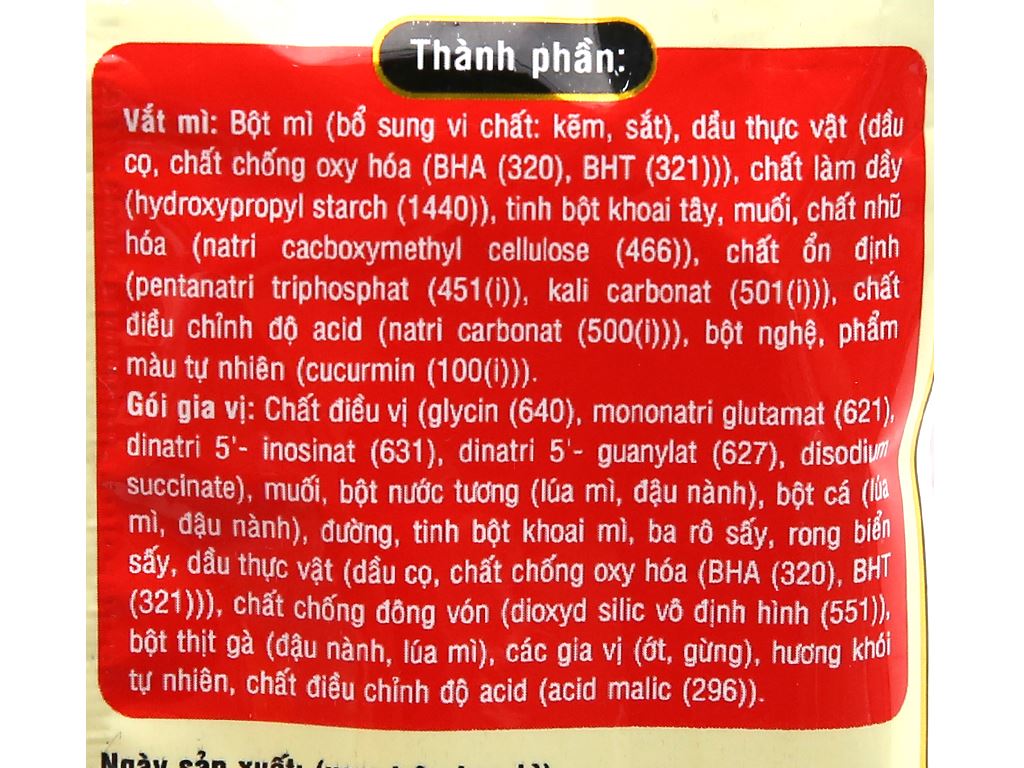 Thành phần:
Vắt mì: Bột mì (bổ sung vi chất: kẽm, sắt), dầu thực vật (dầu
cọ, chất chống oxy hóa (BHA (320), BHT (321))), chất làm dầy
(hydroxypropyl starch (1440)), tinh bột khoai tây, muối, chất nhũ
hóa (natri cacboxymethyl cellulose (466)), chất ổn định
(pentanatri triphosphat (451(i)), kali carbonat (501(i))), chất
điều chỉnh độ acid (natri carbonat (500(i))), bột nghệ, phẩm
màu tự nhiên (cucurmin (100(i))).
Gói gia vị: Chất điều vị (glycin (640), mononatri glutamat (621),
dinatri 5'- inosinat (631), dinatri 5'- guanylat (627), disodium
succinate), muối, bột nước tương (lúa mì, đậu nành), bột cá (lúa
mì, đậu nành), đường, tinh bột khoai mì, ba rô sấy, rong biển
sấy, dầu thực vật (dầu cọ, chất chống oxy hóa (BHA (320), BHT
(321))), chất chống đông vón (dioxyd silic vô định hình (551)),
bột thịt gà (đậu nành, lúa mì), các gia vị (ớt, gừng), hương khói
tự nhiên, chất điều chỉnh độ acid (acid malic (296)).
Ngày sản xuất: